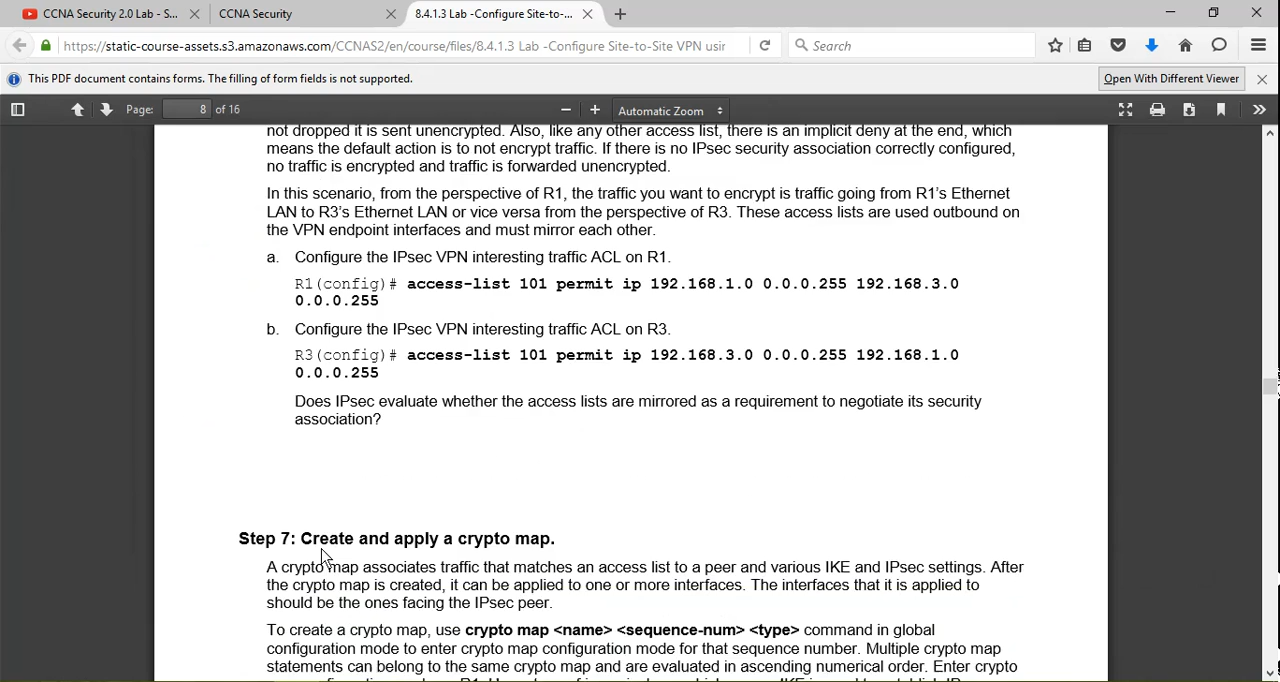 CCNA Security 2.0 Lab - S...
CCNA Security
8.4.1.3 Lab -Configure Site-to-...
https://static-course-assets.s3.amazonaws.com/CCNAS2/en/course/files/8.4.1.3 Lab -Configure Site-to-Site VPN usin
Search
This PDF document contains forms. The filling of form fields is not supported.
Open With Different Viewer
Page: 8 of 16
Automatic Zoom
not dropped it is sent unencrypted. Also, like any other access list, there is an implicit deny at the end, which
means the default action is to not encrypt traffic. If there is no IPsec security association correctly configured,
no traffic is encrypted and traffic is forwarded unencrypted.
In this scenario, from the perspective of R1, the traffic you want to encrypt is traffic going from R1's Ethernet
LAN to R3's Ethernet LAN or vice versa from the perspective of R3. These access lists are used outbound on
the VPN endpoint interfaces and must mirror each other.
a. Configure the IPsec VPN interesting traffic ACL on R1.
R1(config)# access-list 101 permit ip 192.168.1.0 0.0.0.255 192.168.3.0
0.0.0.255
b. Configure the IPsec VPN interesting traffic ACL on R3.
R3(config)# access-list 101 permit ip 192.168.3.0 0.0.0.255 192.168.1.0
0.0.0.255
Does IPsec evaluate whether the access lists are mirrored as a requirement to negotiate its security
association?
Step 7: Create and apply a crypto map.
A crypto map associates traffic that matches an access list to a peer and various IKE and IPsec settings. After
the crypto map is created, it can be applied to one or more interfaces. The interfaces that it is applied to
should be the ones facing the IPsec peer.
To create a crypto map, use crypto map <name> <sequence-num> <type> command in global
configuration mode to enter crypto map configuration mode for that sequence number. Multiple crypto map
statements can belong to the same crypto map and are evaluated in ascending numerical order. Enter crypto